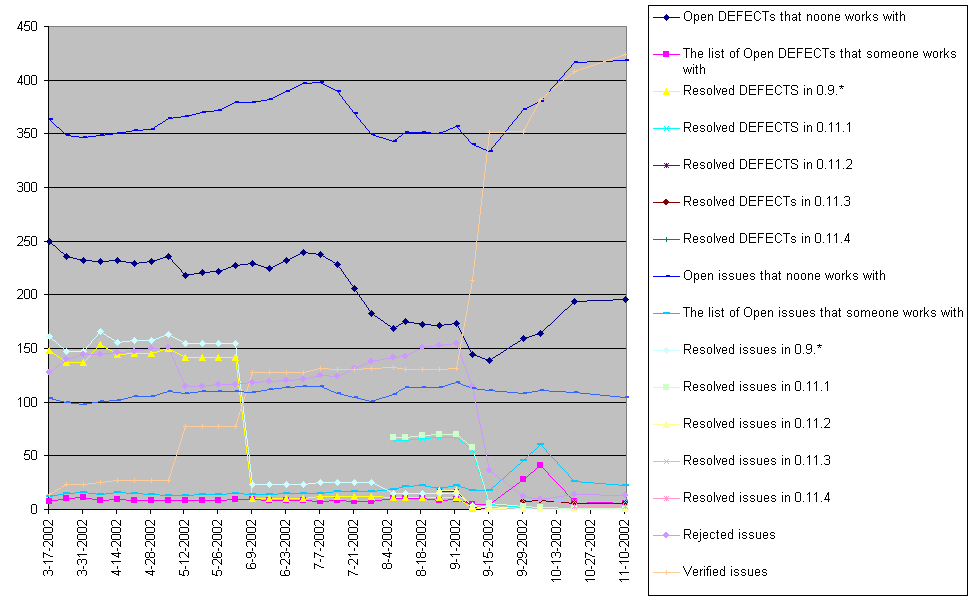 450
400
350
300
250
200
150
100
50
0
3-17-2002
3-31-2002
4-14-2002
4-28-2002
5-12-2002
5-26-2002
6-9-2002
6-23-2002
7-7-2002
7-21-2002
8-4-2002
8-18-2002
9-1-2002
9-15-2002
9-29-2002
10-13-2002
10-27-2002
11-10-2002
Open DEFECTs that noone works with
The list of Open DEFECTs that someone works
with
Resolved DEFECTS in 0.9.*
Resolved DEFECTS in 0.11.1
Resolved DEFECTS in 0.11.2
Resolved DEFECTs in 0.11.3
Resolved DEFECTs in 0.11.4
Open issues that noone works with
The list of Open issues that someone works with
Resolved issues in 0.9.*
Resolved issues in 0.11.1
Resolved issues in 0.11.2
Resolved issues in 0.11.3
Resolved issues in 0.11.4
Rejected issues
Verified issues